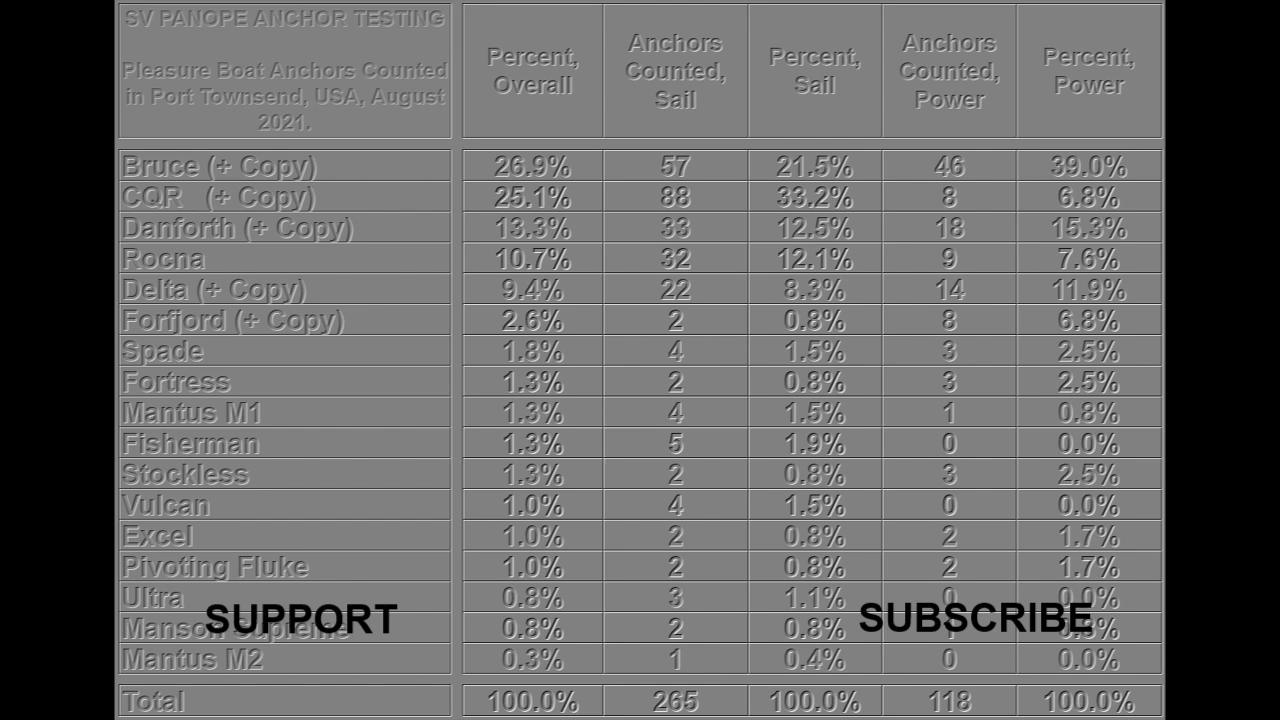 SV PANOPE ANCHOR TESTING
Pleasure Boat Anchors Counted
in Port Townsend, USA, August
2021.
Percent, Overall
Anchors Counted, Sail
Percent, Sail
Anchors Counted, Power
Percent, Power
Bruce (+ Copy) 26.9% 57 21.5% 46 39.0%
CQR (+ Copy) 25.1% 88 33.2% 8 6.8%
Danforth (+ Copy) 13.3% 33 12.5% 18 15.3%
Rocna 10.7% 32 12.1% 9 7.6%
Delta (+ Copy) 9.4% 22 8.3% 14 11.9%
Forfjord (+ Copy) 2.6% 2 0.8% 8 6.8%
Spade 1.8% 4 1.5% 3 2.5%
Fortress 1.3% 2 0.8% 3 2.5%
Mantus M1 1.3% 4 1.5% 1 0.8%
Fisherman 1.3% 5 1.9% 0 0.0%
Stockless 1.3% 2 0.8% 3 2.5%
Vulcan 1.0% 4 1.5% 0 0.0%
Excel 1.0% 2 0.8% 2 1.7%
Pivoting Fluke 1.0% 2 0.8% 2 1.7%
Ultra 0.8% 3 1.1% 0 0.0%
SUPPORT SUBSCRIBE
Manson Supreme 0.8% 2 0.8% 1 0.8%
Mantus M2 0.3% 1 0.4% 0 0.0%
Total 100.0% 265 100.0% 118 100.0%